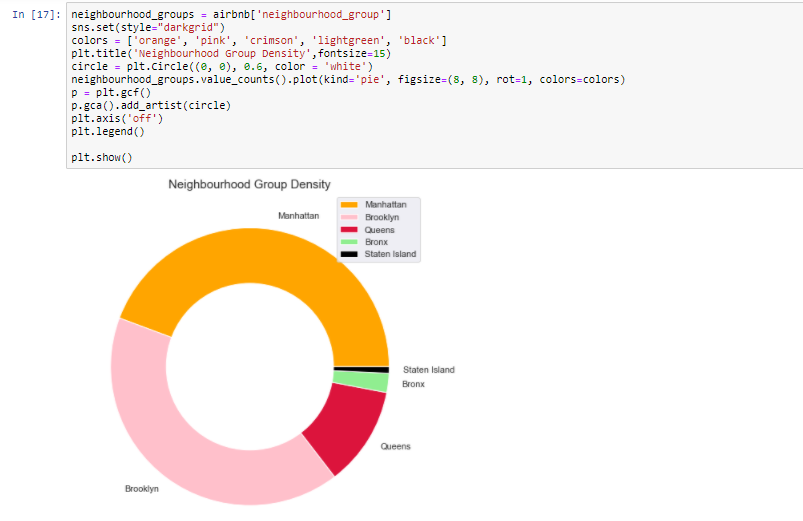 In [17]: neighbourhood_groups = airbnb['neighbourhood_group']
sns.set(style="darkgrid")
colors = ['orange', 'pink', 'crimson', 'lightgreen', 'black']
plt.title('Neighbourhood Group Density',fontsize=15)
circle = plt.Circle((0, 0), 0.6, color = 'white')
neighbourhood_groups.value_counts().plot(kind='pie', figsize=(8, 8), rot=1, colors=colors)
p = plt.gcf()
p.gca().add_artist(circle)
plt.axis('off')
plt.legend()
plt.show()
Neighbourhood Group Density
Manhattan
Manhattan
Brooklyn
Queens
Bronx
Staten Island
Staten Island
Bronx
Queens
Brooklyn